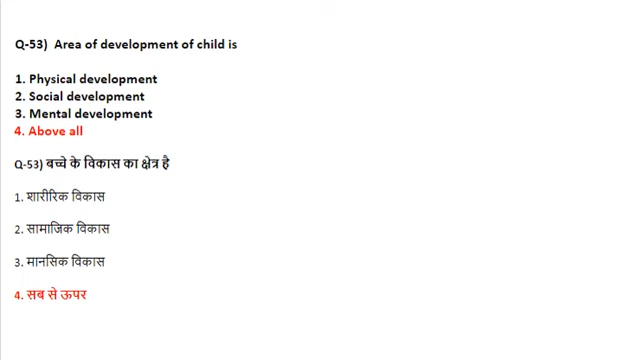 Q-53) Area of development of child is
1. Physical development
2. Social development
3. Mental development
4. Above all
Q-53) बच्चे के विकास का क्षेत्र है
1. शारीरिक विकास
2. सामाजिक विकास
3. मानसिक विकास
4. सब से ऊपर